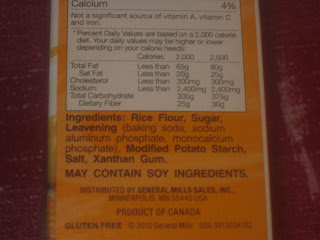 Calcium 4%
Not a significant source of vitamin A, vitamin C
and iron.
*Percent Daily Values are based on a 2,000 calorie
diet. Your daily values may be higher or lower
depending on your calorie needs:
Calories 2,000 2,500
Total Fat Less than 65g 80g
Sat Fat Less than 20g 25g
Cholesterol Less than 300mg 300mg
Sodium Less than 2,400mg 2,400mg
Total Carbohydrate 300g 375g
Dietary Fiber 25g 30g
Ingredients: Rice Flour, Sugar,
Leavening (baking soda, sodium
aluminum phosphate, monocalcium
phosphate), Modified Potato Starch,
Salt, Xanthan Gum.
MAY CONTAIN SOY INGREDIENTS.
DISTRIBUTED BY GENERAL MILLS SALES, INC.,
MINNEAPOLIS, MN 55440 USA
PRODUCT OF CANADA
GLUTEN FREE © 2010 General Mills